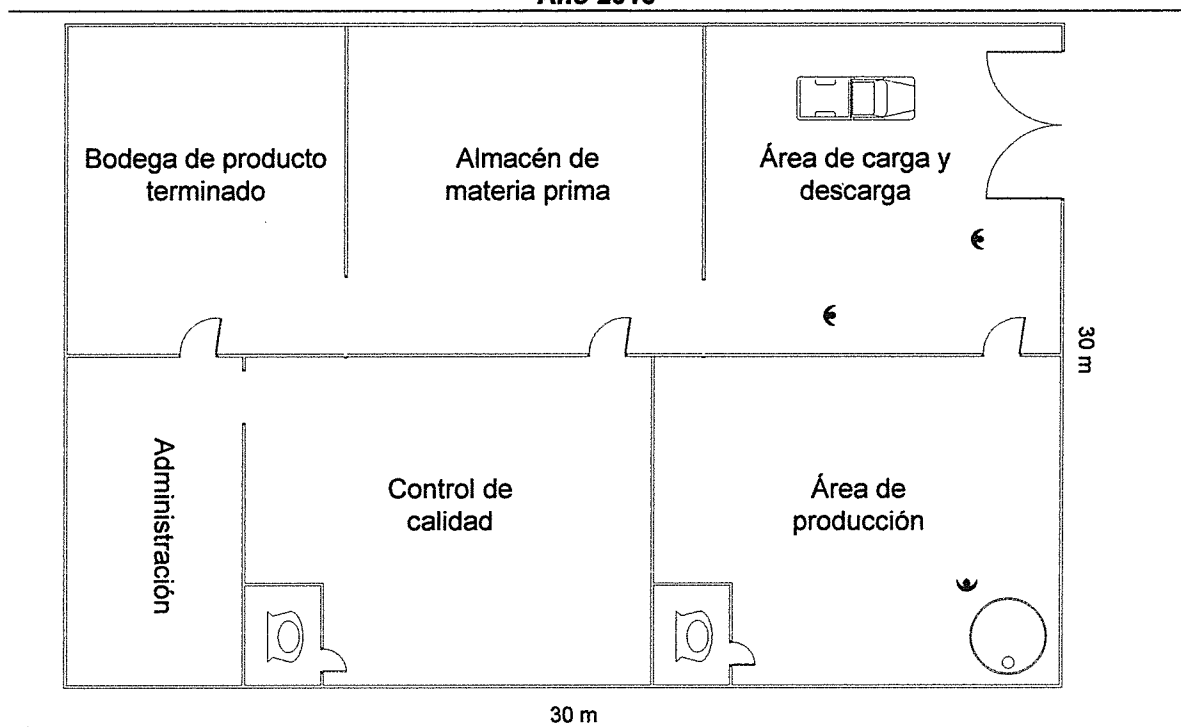 Bodega de producto
terminado
Almacén de
materia prima
Área de carga y
descarga
30 m
Administración
Control de
calidad
Área de
producción
30 m